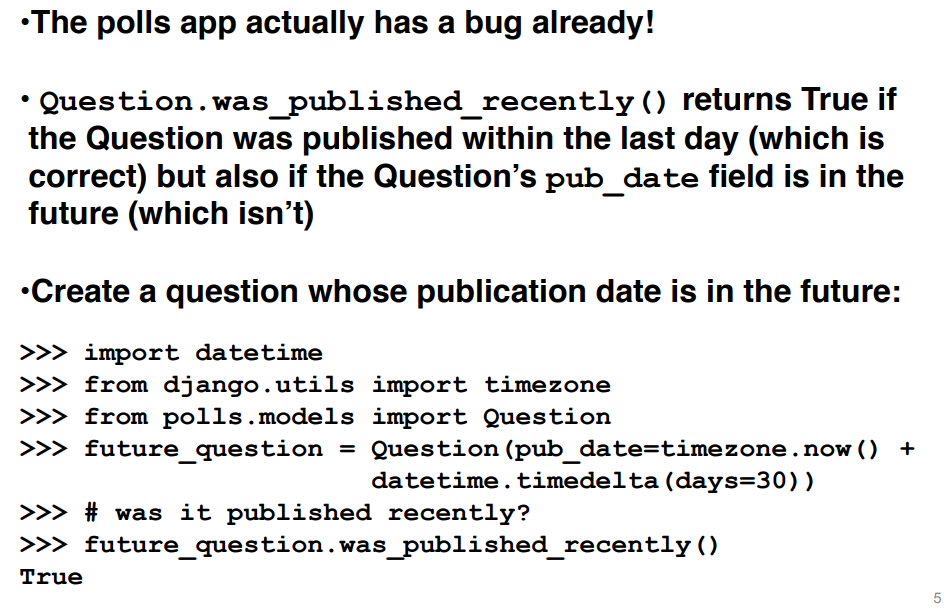 •The polls app actually has a bug already!
• Question.was_published_recently() returns True if
the Question was published within the last day (which is
correct) but also if the Question’s pub_date field is in the
future (which isn’t)
•Create a question whose publication date is in the future:
>>> import datetime
>>> from django.utils import timezone
>>> from polls.models import Question
>>> future_question = Question(pub_date=timezone.now() +
datetime.timedelta(days=30))
>>> # was it published recently?
>>> future_question.was_published_recently()
True
5